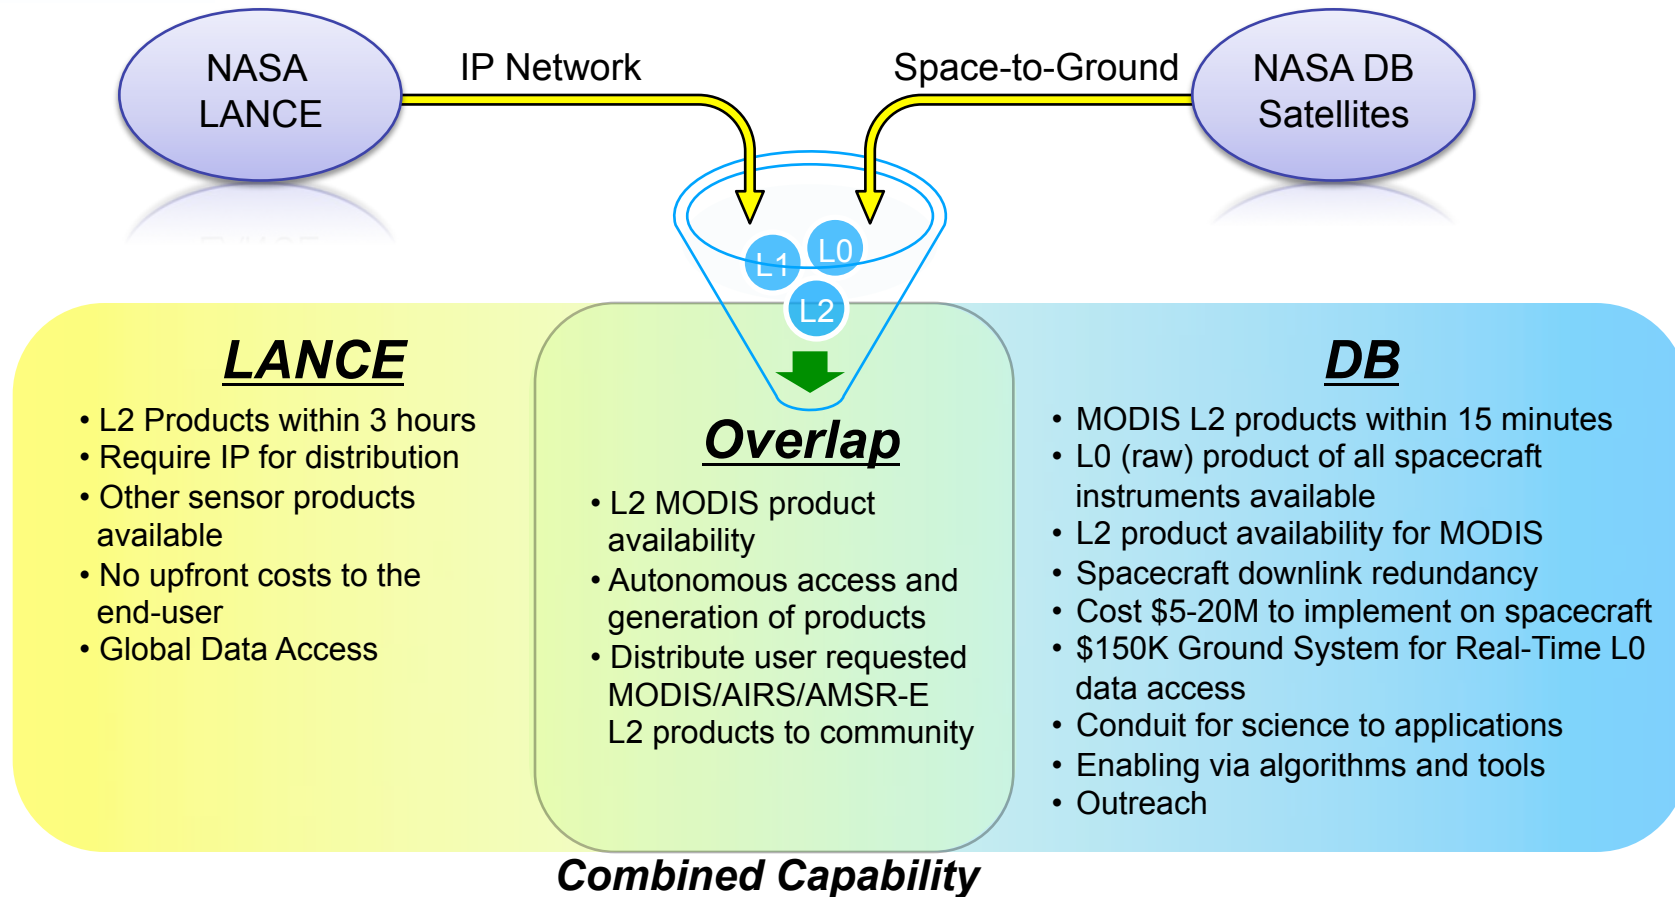 NASA
LANCE
IP Network
Space-to-Ground
NASA DB
Satellites
L1
L0
L2
LANCE
• L2 Products within 3 hours
• Require IP for distribution
• Other sensor products
available
• No upfront costs to the
end-user
• Global Data Access
Overlap
• L2 MODIS product
availability
• Autonomous access and
generation of products
• Distribute user requested
MODIS/AIRS/AMSR-E
L2 products to community
DB
• MODIS L2 products within 15 minutes
• L0 (raw) product of all spacecraft
instruments available
• L2 product availability for MODIS
• Spacecraft downlink redundancy
• Cost $5-20M to implement on spacecraft
• $150K Ground System for Real-Time L0
data access
• Conduit for science to applications
• Enabling via algorithms and tools
• Outreach
Combined Capability